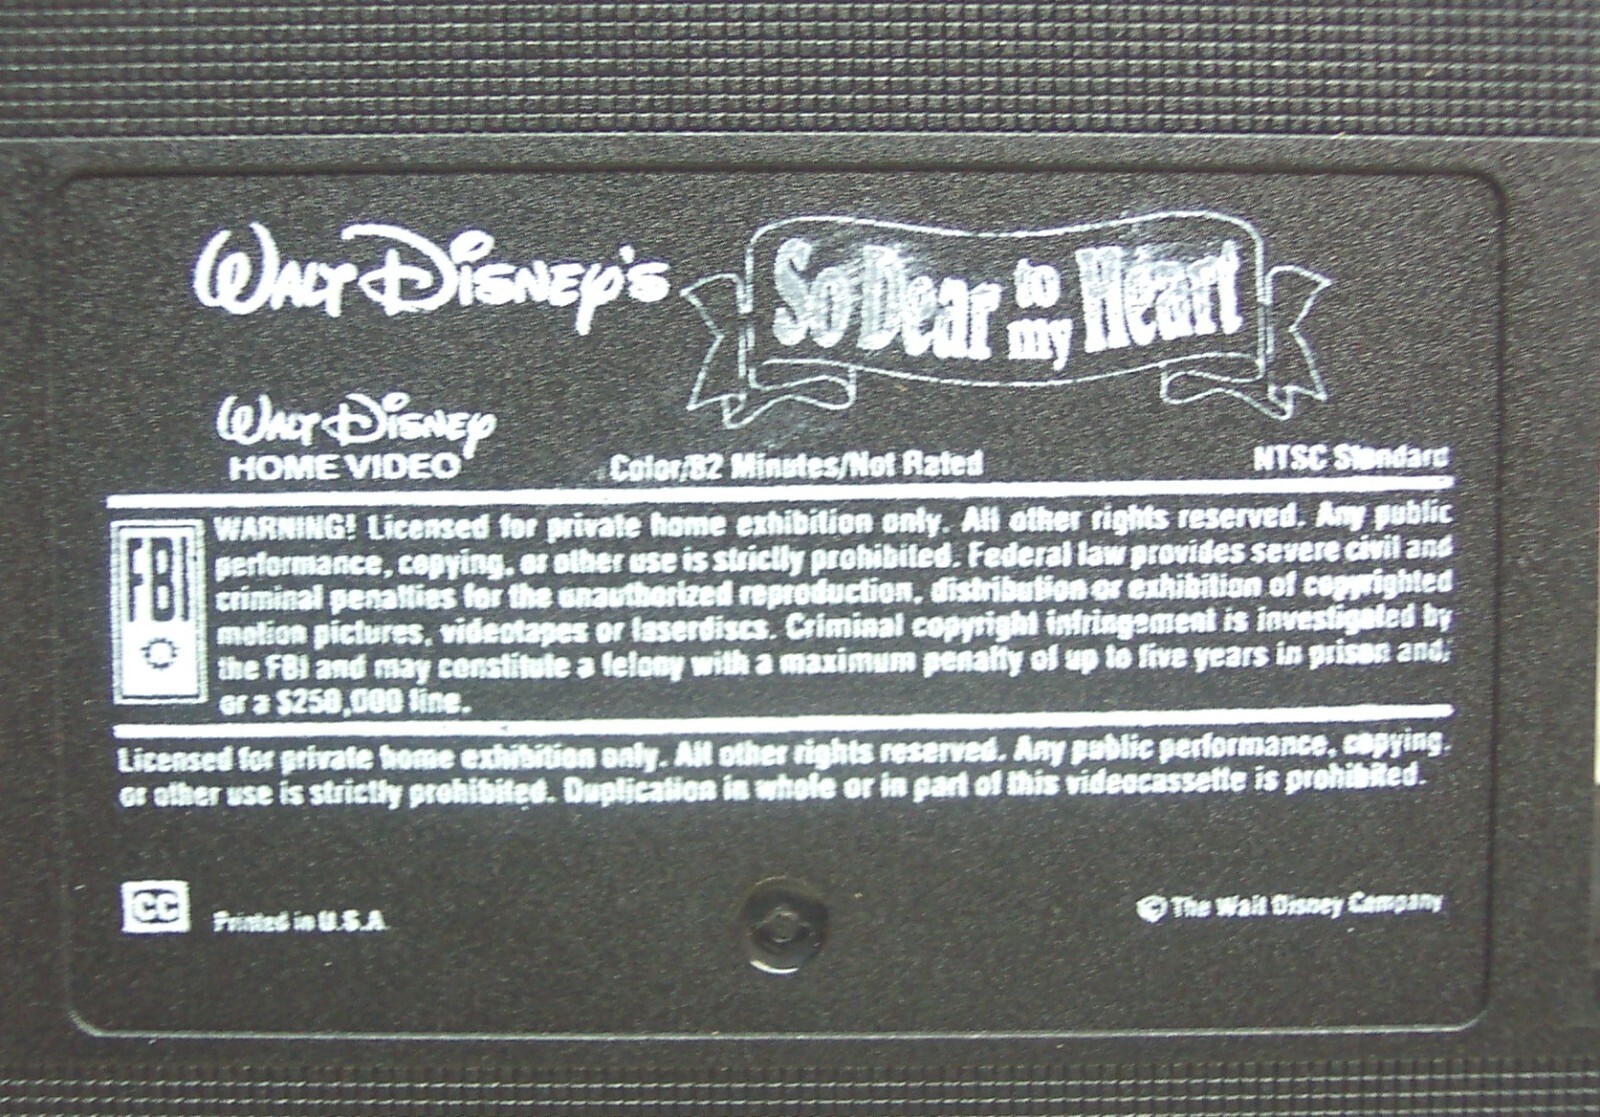 WALT DISNEY'S So Dear to my Heart
WALT DISNEY
HOME VIDEO
Color/82 Minutes/Not Rated
NTSC Standard
FBI
WARNING! Licensed for private home exhibition only. All other rights reserved. Any public
performance, copying, or other use is strictly prohibited. Federal law provides severe civil and
criminal penalties for the unauthorized reproduction, distribution or exhibition of copyrighted
motion pictures, videotapes or laserdiscs. Criminal copyright infringement is investigated by
the FBI and may constitute a felony with a maximum penalty of up to five years in prison and/
or a $250,000 fine.
Licensed for private home exhibition only. All other rights reserved. Any public performance, copying,
or other use is strictly prohibited. Duplication in whole or in part of this videocassette is prohibited.
CC
Printed in U.S.A.
© The Walt Disney Company